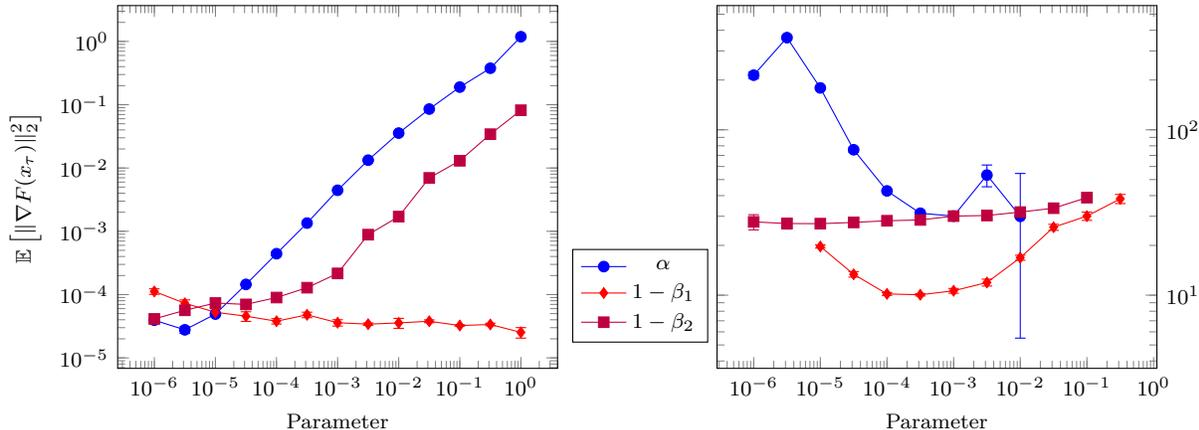 10^0
10^{-1}
10^{-2}
10^{-3}
10^{-4}
10^{-5}
𝔼 [‖∇F(x_τ)‖_2^2]
10^{-6} 10^{-5} 10^{-4} 10^{-3} 10^{-2} 10^{-1} 10^0
Parameter
α
1 − β_1
1 − β_2
10^2
10^1
10^{-6} 10^{-5} 10^{-4} 10^{-3} 10^{-2} 10^{-1} 10^0
Parameter